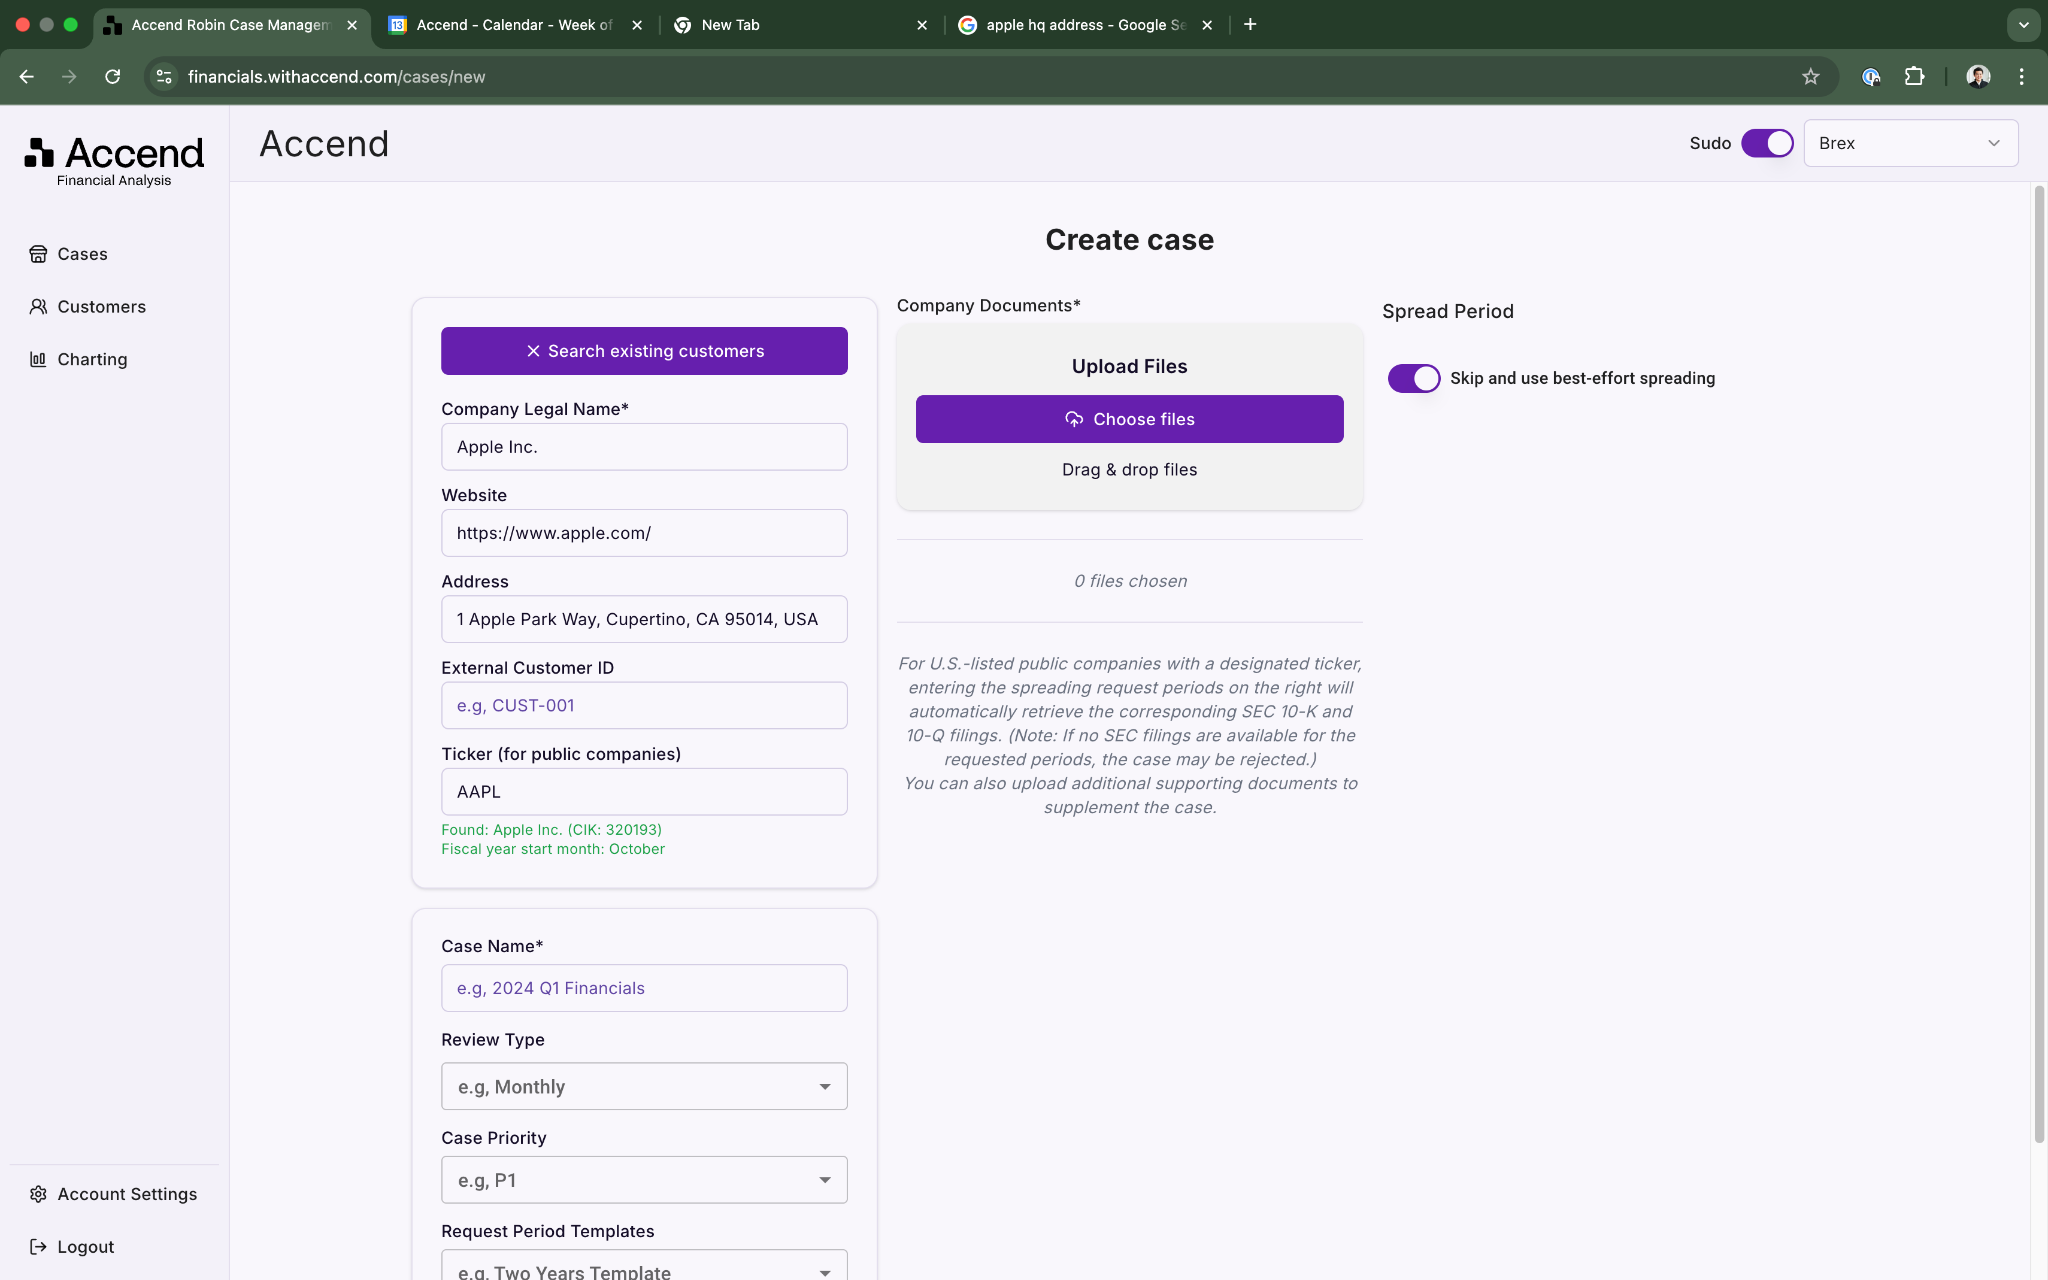 Accend Robin Case Managem
Accend - Calendar - Week of
New Tab
apple hq address - Google Se
financials.withaccend.com/cases/new
Accend
Financial Analysis
Cases
Customers
Charting
Account Settings
Logout
Accend
Sudo
Brex
Create case
Search existing customers
Company Legal Name*
Apple Inc.
Website
https://www.apple.com/
Address
1 Apple Park Way, Cupertino, CA 95014, USA
External Customer ID
e.g, CUST-001
Ticker (for public companies)
AAPL
Found: Apple Inc. (CIK: 320193)
Fiscal year start month: October
Case Name*
e.g, 2024 Q1 Financials
Review Type
e.g, Monthly
Case Priority
e.g, P1
Request Period Templates
e.g, Two Years Template
Company Documents*
Upload Files
Choose files
Drag & drop files
0 files chosen
For U.S.-listed public companies with a designated ticker,
entering the spreading request periods on the right will
automatically retrieve the corresponding SEC 10-K and
10-Q filings. (Note: If no SEC filings are available for the
requested periods, the case may be rejected.)
You can also upload additional supporting documents to
supplement the case.
Spread Period
Skip and use best-effort spreading